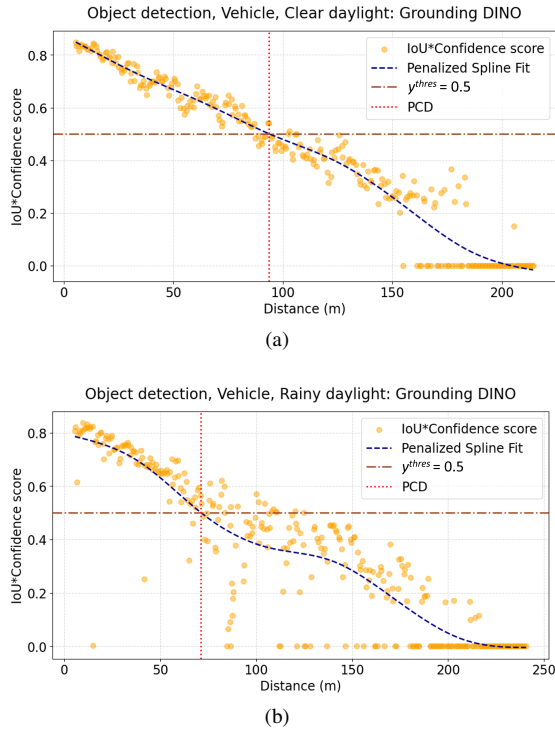 Object detection, Vehicle, Clear daylight: Grounding DINO
IoU*Confidence score
0.8
0.6
0.4
0.2
0.0
IoU*Confidence score
Penalized Spline Fit
y^thres = 0.5
PCD
0 50 100 150 200
Distance (m)
(a)
Object detection, Vehicle, Rainy daylight: Grounding DINO
IoU*Confidence score
0.8
0.6
0.4
0.2
0.0
IoU*Confidence score
Penalized Spline Fit
y^thres = 0.5
PCD
0 50 100 150 200 250
Distance (m)
(b)